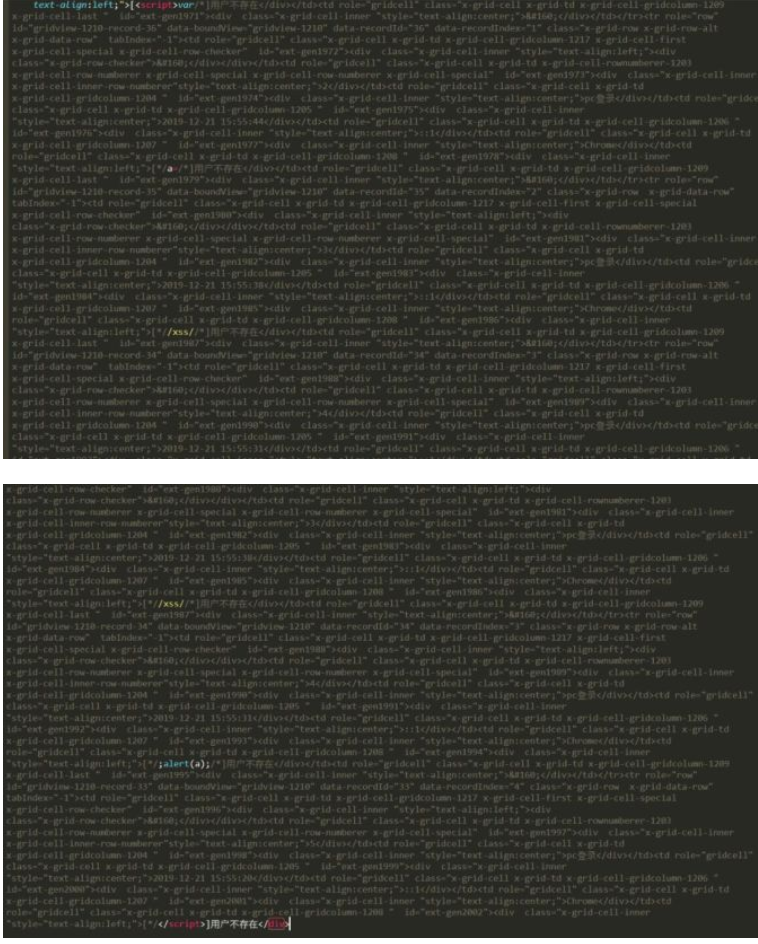 text-align:left;">[<script>var/*]用户不存在</div></td><td role="gridcell" class="x-grid-cell x-grid-td x-grid-cell-gridcolumn-1209
x-grid-cell-last " id="ext-gen1971"><div class="x-grid-cell-inner "style="text-align:center;">&#160;</div></td></tr><tr role="row"
id="gridview-1210-record-36" data-boundView="gridview-1210" data-recordId="36" data-recordIndex="1" class="x-grid-row x-grid-row-alt
x-grid-data-row" tabIndex="-1"><td role="gridcell" class="x-grid-cell x-grid-td x-grid-cell-gridcolumn-1217 x-grid-cell-first
x-grid-cell-special x-grid-cell-row-checker" id="ext-gen1972"><div class="x-grid-cell-inner "style="text-align:left;"><div
class="x-grid-row-checker">&#160;</div></div></td><td role="gridcell" class="x-grid-cell x-grid-td x-grid-cell-rownumberer-1203
x-grid-cell-row-numberer x-grid-cell-special x-grid-cell-row-numberer x-grid-cell-special" id="ext-gen1973"><div class="x-grid-cell-inner
x-grid-cell-inner-row-numberer"style="text-align:center;">2</div></td><td role="gridcell" class="x-grid-cell x-grid-td
x-grid-cell-gridcolumn-1204 " id="ext-gen1974"><div class="x-grid-cell-inner "style="text-align:center;">pc登录</div></td><td role="gridce
class="x-grid-cell x-grid-td x-grid-cell-gridcolumn-1205 " id="ext-gen1975"><div class="x-grid-cell-inner
"style="text-align:center;">2019-12-21 15:55:44</div></td><td role="gridcell" class="x-grid-cell x-grid-td x-grid-cell-gridcolumn-1206 "
id="ext-gen1976"><div class="x-grid-cell-inner "style="text-align:center;">::1</div></td><td role="gridcell" class="x-grid-cell x-grid-td
x-grid-cell-gridcolumn-1207 " id="ext-gen1977"><div class="x-grid-cell-inner "style="text-align:center;">Chrome</div></td><td
role="gridcell" class="x-grid-cell x-grid-td x-grid-cell-gridcolumn-1208 " id="ext-gen1978"><div class="x-grid-cell-inner
"style="text-align:left;">[*/a=/*]用户不存在</div></td><td role="gridcell" class="x-grid-cell x-grid-td x-grid-cell-gridcolumn-1209
x-grid-cell-last " id="ext-gen1979"><div class="x-grid-cell-inner "style="text-align:center;">&#160;</div></td></tr><tr role="row"
id="gridview-1210-record-35" data-boundView="gridview-1210" data-recordId="35" data-recordIndex="2" class="x-grid-row x-grid-data-row"
tabIndex="-1"><td role="gridcell" class="x-grid-cell x-grid-td x-grid-cell-gridcolumn-1217 x-grid-cell-first x-grid-cell-special
x-grid-cell-row-checker" id="ext-gen1980"><div class="x-grid-cell-inner "style="text-align:left;"><div
class="x-grid-row-checker">&#160;</div></div></td><td role="gridcell" class="x-grid-cell x-grid-td x-grid-cell-rownumberer-1203
x-grid-cell-row-numberer x-grid-cell-special x-grid-cell-row-numberer x-grid-cell-special" id="ext-gen1981"><div class="x-grid-cell-inner
x-grid-cell-inner-row-numberer"style="text-align:center;">3</div></td><td role="gridcell" class="x-grid-cell x-grid-td
x-grid-cell-gridcolumn-1204 " id="ext-gen1982"><div class="x-grid-cell-inner "style="text-align:center;">pc登录</div></td><td role="gridce
class="x-grid-cell x-grid-td x-grid-cell-gridcolumn-1205 " id="ext-gen1983"><div class="x-grid-cell-inner
"style="text-align:center;">2019-12-21 15:55:38</div></td><td role="gridcell" class="x-grid-cell x-grid-td x-grid-cell-gridcolumn-1206 "
id="ext-gen1984"><div class="x-grid-cell-inner "style="text-align:center;">::1</div></td><td role="gridcell" class="x-grid-cell x-grid-td
x-grid-cell-gridcolumn-1207 " id="ext-gen1985"><div class="x-grid-cell-inner "style="text-align:center;">Chrome</div></td><td
role="gridcell" class="x-grid-cell x-grid-td x-grid-cell-gridcolumn-1208 " id="ext-gen1986"><div class="x-grid-cell-inner
"style="text-align:left;">[*//xss//*]用户不存在</div></td><td role="gridcell" class="x-grid-cell x-grid-td x-grid-cell-gridcolumn-1209
x-grid-cell-last " id="ext-gen1987"><div class="x-grid-cell-inner "style="text-align:center;">&#160;</div></td></tr><tr role="row"
id="gridview-1210-record-34" data-boundView="gridview-1210" data-recordId="34" data-recordIndex="3" class="x-grid-row x-grid-row-alt
x-grid-data-row" tabIndex="-1"><td role="gridcell" class="x-grid-cell x-grid-td x-grid-cell-gridcolumn-1217 x-grid-cell-first
x-grid-cell-special x-grid-cell-row-checker" id="ext-gen1988"><div class="x-grid-cell-inner "style="text-align:left;"><div
class="x-grid-row-checker">&#160;</div></div></td><td role="gridcell" class="x-grid-cell x-grid-td x-grid-cell-rownumberer-1203
x-grid-cell-row-numberer x-grid-cell-special x-grid-cell-row-numberer x-grid-cell-special" id="ext-gen1989"><div class="x-grid-cell-inner
x-grid-cell-inner-row-numberer"style="text-align:center;">4</div></td><td role="gridcell" class="x-grid-cell x-grid-td
x-grid-cell-gridcolumn-1204 " id="ext-gen1990"><div class="x-grid-cell-inner "style="text-align:center;">pc登录</div></td><td role="gridce
class="x-grid-cell x-grid-td x-grid-cell-gridcolumn-1205 " id="ext-gen1991"><div class="x-grid-cell-inner
"style="text-align:center;">2019-12-21 15:55:31</div></td><td role="gridcell" class="x-grid-cell x-grid-td x-grid-cell-gridcolumn-1206 "
x-grid-cell-row-checker" id="ext-gen1980"><div class="x-grid-cell-inner "style="text-align:left;"><div
class="x-grid-row-checker">&#160;</div></div></td><td role="gridcell" class="x-grid-cell x-grid-td x-grid-cell-rownumberer-1203
x-grid-cell-row-numberer x-grid-cell-special x-grid-cell-row-numberer x-grid-cell-special" id="ext-gen1981"><div class="x-grid-cell-inner
x-grid-cell-inner-row-numberer"style="text-align:center;">3</div></td><td role="gridcell" class="x-grid-cell x-grid-td
x-grid-cell-gridcolumn-1204 " id="ext-gen1982"><div class="x-grid-cell-inner "style="text-align:center;">pc登录</div></td><td role="gridcell"
class="x-grid-cell x-grid-td x-grid-cell-gridcolumn-1205 " id="ext-gen1983"><div class="x-grid-cell-inner
"style="text-align:center;">2019-12-21 15:55:38</div></td><td role="gridcell" class="x-grid-cell x-grid-td x-grid-cell-gridcolumn-1206 "
id="ext-gen1984"><div class="x-grid-cell-inner "style="text-align:center;">::1</div></td><td role="gridcell" class="x-grid-cell x-grid-td
x-grid-cell-gridcolumn-1207 " id="ext-gen1985"><div class="x-grid-cell-inner "style="text-align:center;">Chrome</div></td><td
role="gridcell" class="x-grid-cell x-grid-td x-grid-cell-gridcolumn-1208 " id="ext-gen1986"><div class="x-grid-cell-inner
"style="text-align:left;">[*//xss//*]用户不存在</div></td><td role="gridcell" class="x-grid-cell x-grid-td x-grid-cell-gridcolumn-1209
x-grid-cell-last " id="ext-gen1987"><div class="x-grid-cell-inner "style="text-align:center;">&#160;</div></td></tr><tr role="row"
id="gridview-1210-record-34" data-boundView="gridview-1210" data-recordId="34" data-recordIndex="3" class="x-grid-row x-grid-row-alt
x-grid-data-row" tabIndex="-1"><td role="gridcell" class="x-grid-cell x-grid-td x-grid-cell-gridcolumn-1217 x-grid-cell-first
x-grid-cell-special x-grid-cell-row-checker" id="ext-gen1988"><div class="x-grid-cell-inner "style="text-align:left;"><div
class="x-grid-row-checker">&#160;</div></div></td><td role="gridcell" class="x-grid-cell x-grid-td x-grid-cell-rownumberer-1203
x-grid-cell-row-numberer x-grid-cell-special x-grid-cell-row-numberer x-grid-cell-special" id="ext-gen1989"><div class="x-grid-cell-inner
x-grid-cell-inner-row-numberer"style="text-align:center;">4</div></td><td role="gridcell" class="x-grid-cell x-grid-td
x-grid-cell-gridcolumn-1204 " id="ext-gen1990"><div class="x-grid-cell-inner "style="text-align:center;">pc登录</div></td><td role="gridcell"
class="x-grid-cell x-grid-td x-grid-cell-gridcolumn-1205 " id="ext-gen1991"><div class="x-grid-cell-inner
"style="text-align:center;">2019-12-21 15:55:31</div></td><td role="gridcell" class="x-grid-cell x-grid-td x-grid-cell-gridcolumn-1206 "
id="ext-gen1992"><div class="x-grid-cell-inner "style="text-align:center;">::1</div></td><td role="gridcell" class="x-grid-cell x-grid-td
x-grid-cell-gridcolumn-1207 " id="ext-gen1993"><div class="x-grid-cell-inner "style="text-align:center;">Chrome</div></td><td
role="gridcell" class="x-grid-cell x-grid-td x-grid-cell-gridcolumn-1208 " id="ext-gen1994"><div class="x-grid-cell-inner
"style="text-align:left;">[*/;alert(a);/*]用户不存在</div></td><td role="gridcell" class="x-grid-cell x-grid-td x-grid-cell-gridcolumn-1209
x-grid-cell-last " id="ext-gen1995"><div class="x-grid-cell-inner "style="text-align:center;">&#160;</div></td></tr><tr role="row"
id="gridview-1210-record-33" data-boundView="gridview-1210" data-recordId="33" data-recordIndex="4" class="x-grid-row x-grid-data-row"
tabIndex="-1"><td role="gridcell" class="x-grid-cell x-grid-td x-grid-cell-gridcolumn-1217 x-grid-cell-first x-grid-cell-special
x-grid-cell-row-checker" id="ext-gen1996"><div class="x-grid-cell-inner "style="text-align:left;"><div
class="x-grid-row-checker">&#160;</div></div></td><td role="gridcell" class="x-grid-cell x-grid-td x-grid-cell-rownumberer-1203
x-grid-cell-row-numberer x-grid-cell-special x-grid-cell-row-numberer x-grid-cell-special" id="ext-gen1997"><div class="x-grid-cell-inner
x-grid-cell-inner-row-numberer"style="text-align:center;">5</div></td><td role="gridcell" class="x-grid-cell x-grid-td
x-grid-cell-gridcolumn-1204 " id="ext-gen1998"><div class="x-grid-cell-inner "style="text-align:center;">pc登录</div></td><td role="gridcell"
class="x-grid-cell x-grid-td x-grid-cell-gridcolumn-1205 " id="ext-gen1999"><div class="x-grid-cell-inner
"style="text-align:center;">2019-12-21 15:55:25</div></td><td role="gridcell" class="x-grid-cell x-grid-td x-grid-cell-gridcolumn-1206 "
id="ext-gen2000"><div class="x-grid-cell-inner "style="text-align:center;">::1</div></td><td role="gridcell" class="x-grid-cell x-grid-td
x-grid-cell-gridcolumn-1207 " id="ext-gen2001"><div class="x-grid-cell-inner "style="text-align:center;">Chrome</div></td><td
role="gridcell" class="x-grid-cell x-grid-td x-grid-cell-gridcolumn-1208 " id="ext-gen2002"><div class="x-grid-cell-inner
"style="text-align:left;">[*/</script>]用户不存在</div>